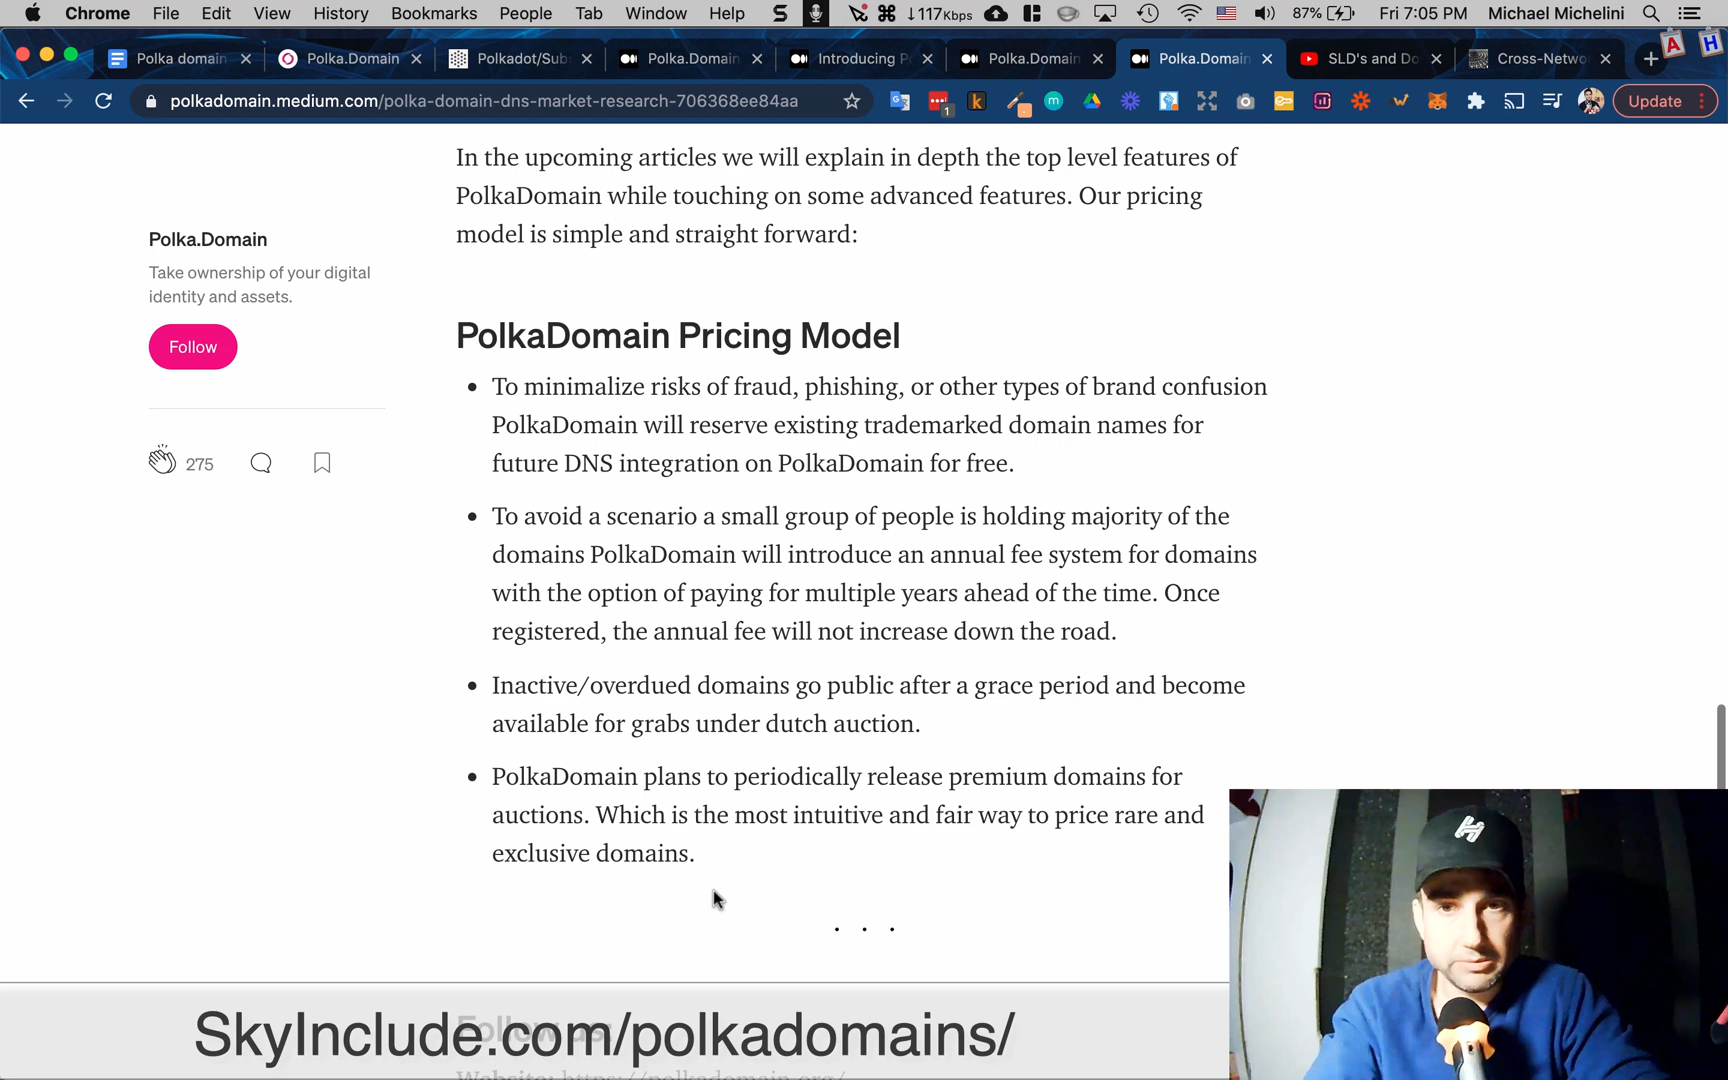 Chrome File Edit View History Bookmarks People Tab Window Help S ↓117Kbps 87% Fri 7:05 PM Michael Michelini
Polka domain
Polka.Domain
Polkadot/Sub
Polka.Domain
Introducing P
Polka.Domain
Polka.Domain
SLD's and Do
Cross-Netwo
A H
polkadomain.medium.com/polka-domain-dns-market-research-706368ee84aa
1 k m Update
In the upcoming articles we will explain in depth the top level features of
PolkaDomain while touching on some advanced features. Our pricing
model is simple and straight forward:
Polka.Domain
Take ownership of your digital
identity and assets.
Follow
275
PolkaDomain Pricing Model
• To minimalize risks of fraud, phishing, or other types of brand confusion
PolkaDomain will reserve existing trademarked domain names for
future DNS integration on PolkaDomain for free.
• To avoid a scenario a small group of people is holding majority of the
domains PolkaDomain will introduce an annual fee system for domains
with the option of paying for multiple years ahead of the time. Once
registered, the annual fee will not increase down the road.
• Inactive/overdued domains go public after a grace period and become
available for grabs under dutch auction.
• PolkaDomain plans to periodically release premium domains for
auctions. Which is the most intuitive and fair way to price rare and
exclusive domains.
. . .
SkyInclude.com/polkadomains/
Follow us:
Website: https://polkadomain.org/